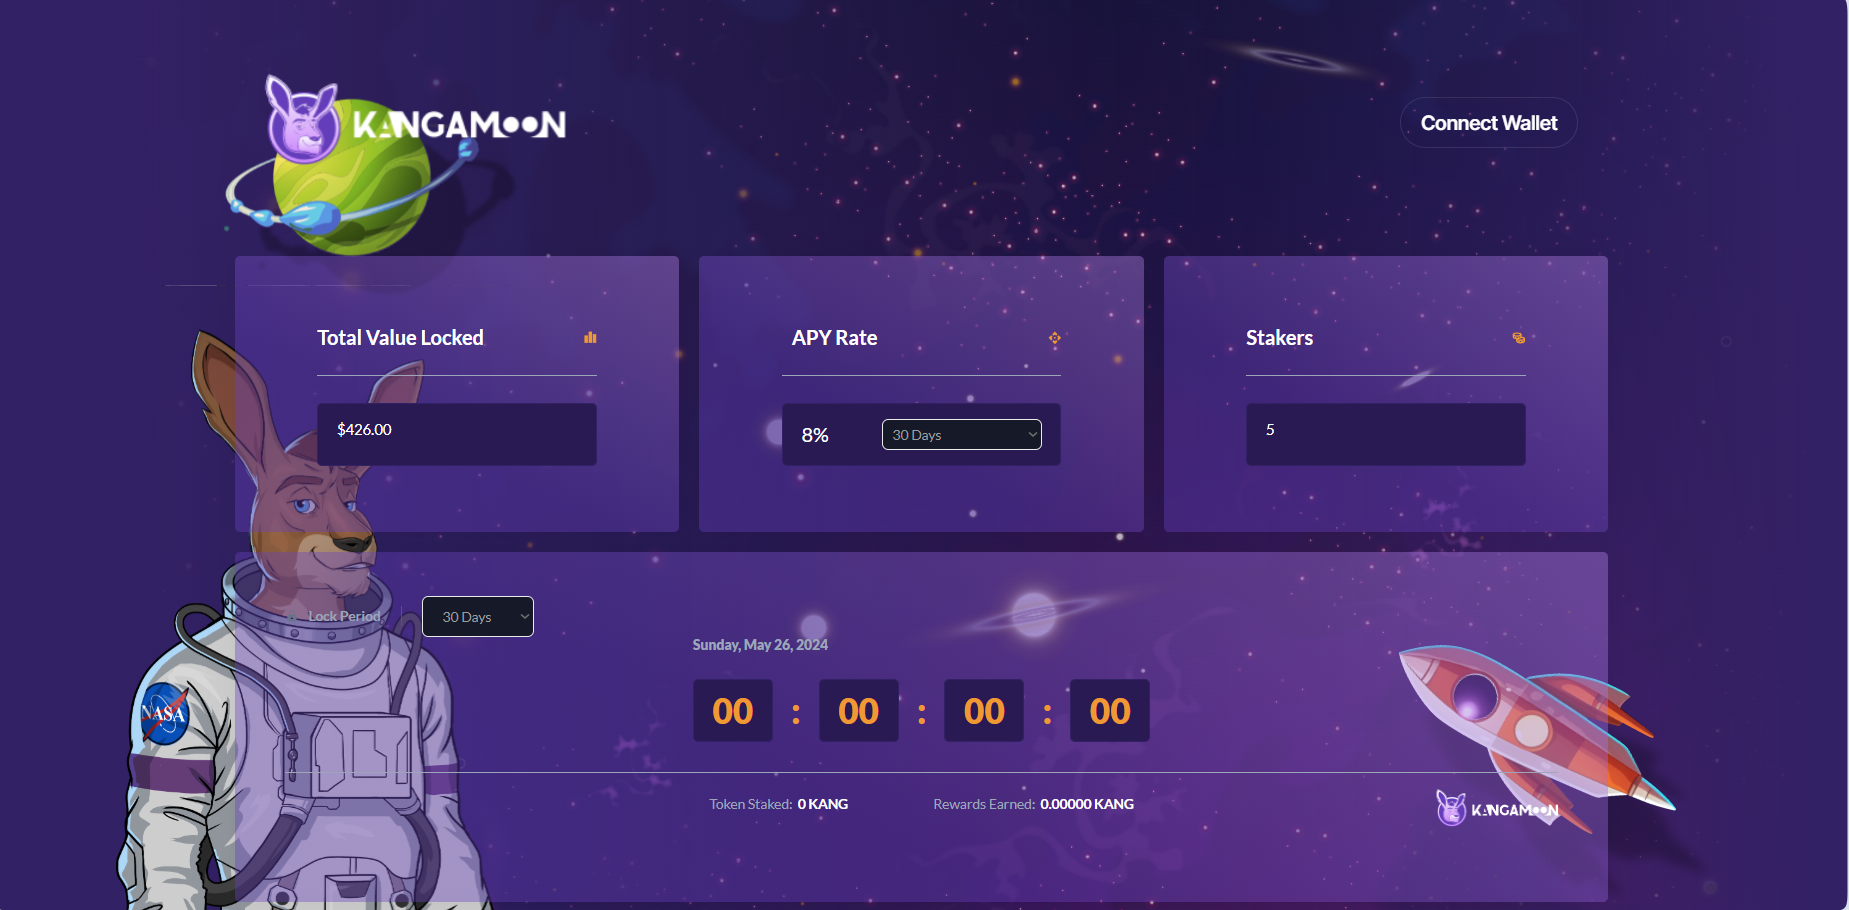 KANGAMOON
Connect Wallet
Total Value Locked
$426.00
APY Rate
8%
30 Days
Stakers
5
Lock Period
30 Days
Sunday, May 26, 2024
00 : 00 : 00 : 00
Token Staked: 0 KANG
Rewards Earned: 0.00000 KANG
KANGAMOON
NASA